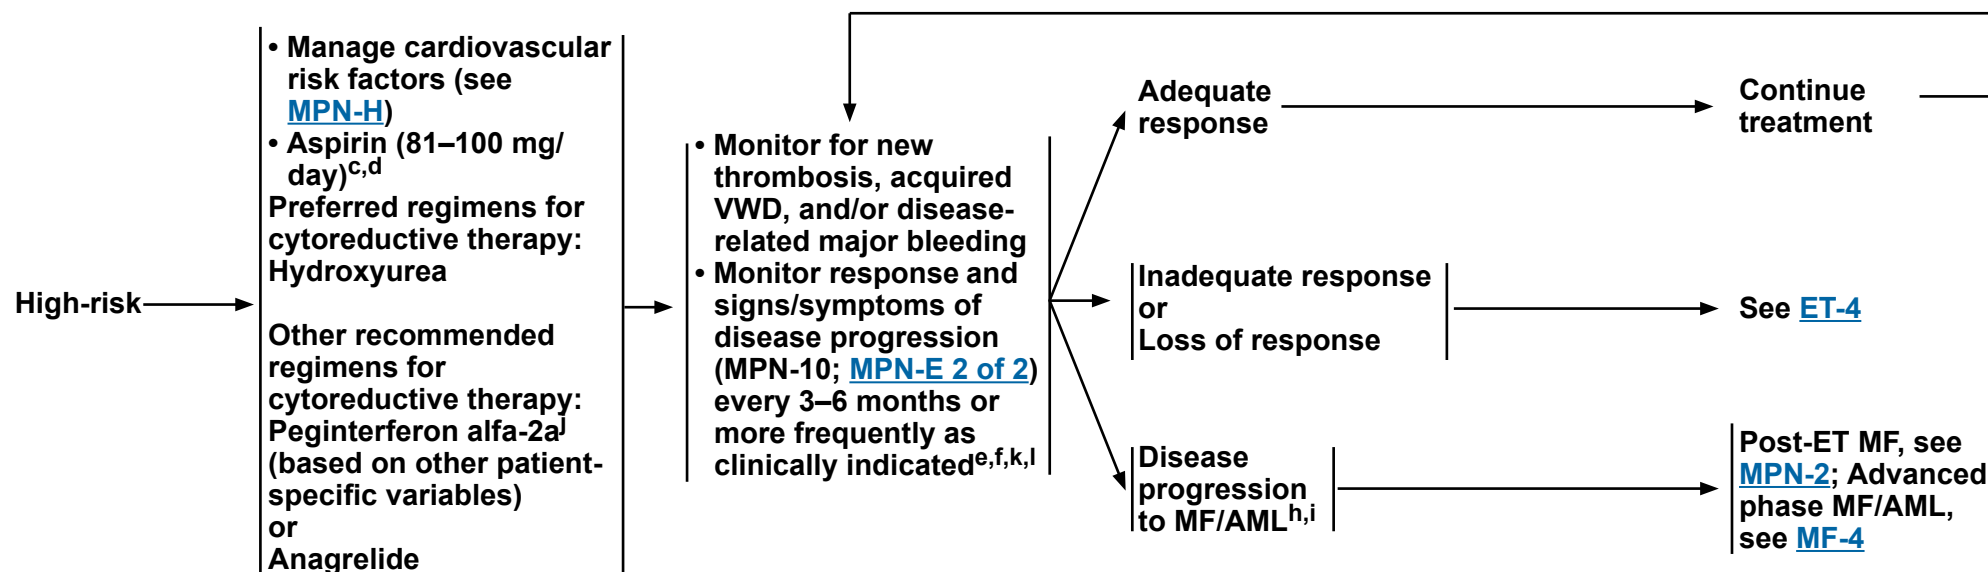 High-risk
• Manage cardiovascular
risk factors (see
MPN-H)
• Aspirin (81–100 mg/
day)c,d
Preferred regimens for
cytoreductive therapy:
Hydroxyurea
Other recommended
regimens for
cytoreductive therapy:
Peginterferon alfa-2aj
(based on other patient-
specific variables)
or
Anagrelide
• Monitor for new
thrombosis, acquired
VWD, and/or disease-
related major bleeding
• Monitor response and
signs/symptoms of
disease progression
(MPN-10; MPN-E 2 of 2)
every 3–6 months or
more frequently as
clinically indicatede,f,k,l
Adequate
response
Continue
treatment
Inadequate response
or
Loss of response
See ET-4
Disease
progression
to MF/AMLh,i
Post-ET MF, see
MPN-2; Advanced
phase MF/AML,
see MF-4